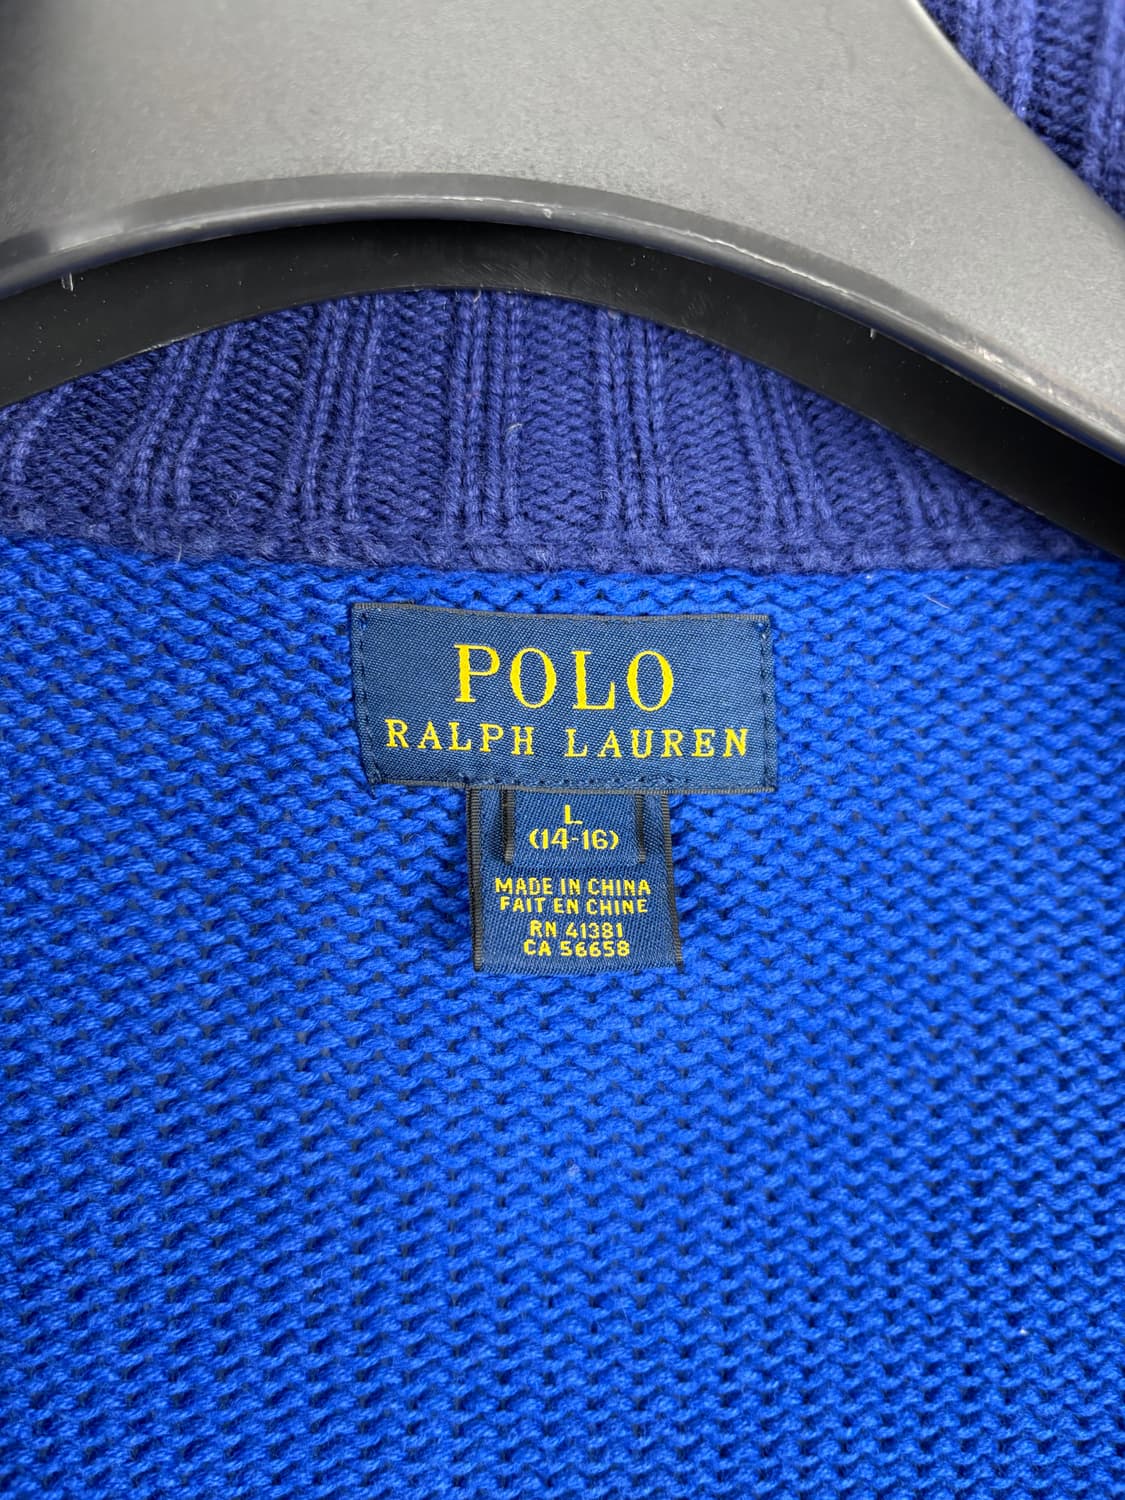 POLO
RALPH LAUREN
L
(14-16)
MADE IN CHINA
FAIT EN CHINE
RN 41381
CA 56658